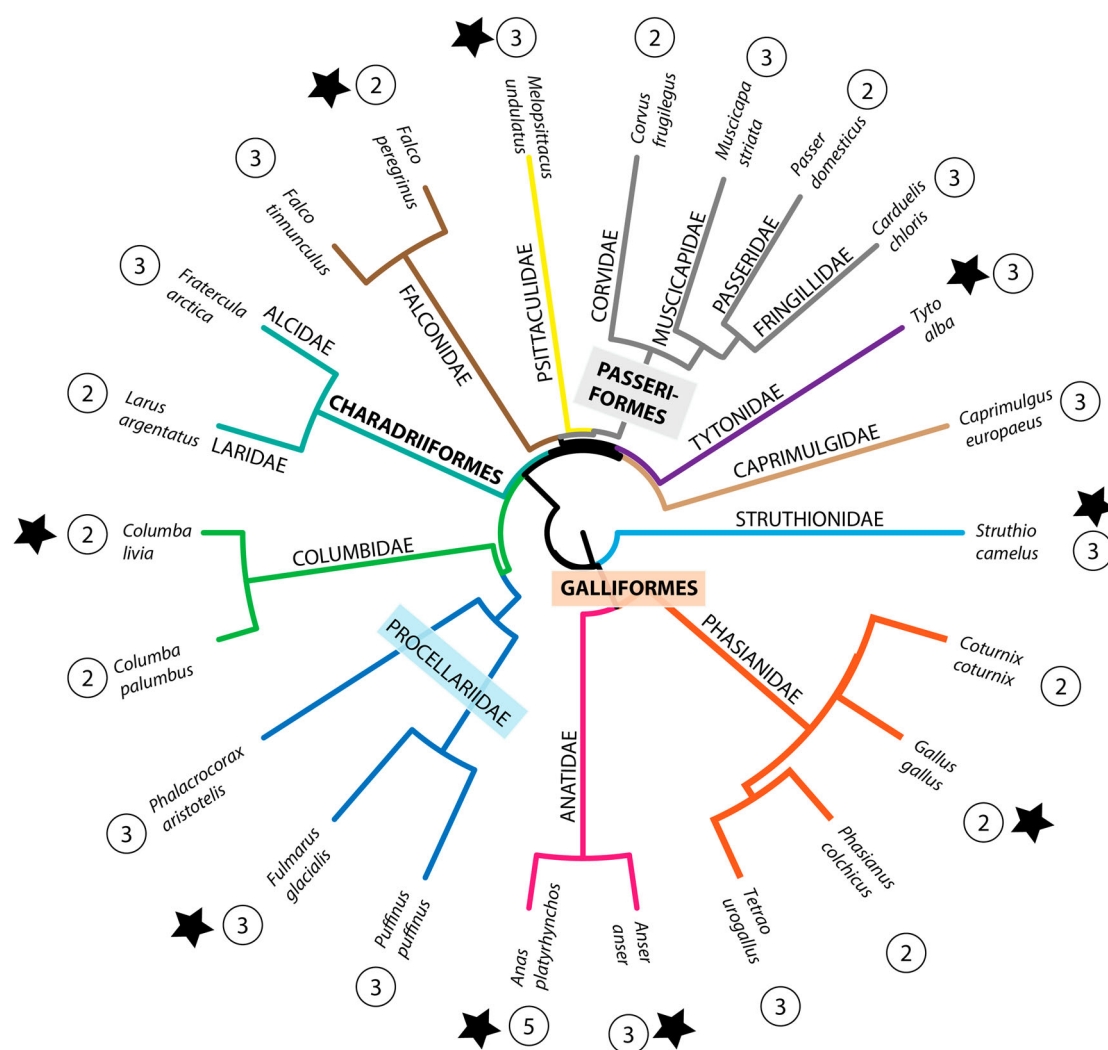 3
Melopsittacus
undulatus
2
Corvus
frugilegus
3
Muscicapa
striata
2
Passer
domesticus
3
Carduelis
chloris
3
Tyto
alba
3
Caprimulgus
europaeus
3
Struthio
camelus
2
Coturnix
coturnix
2
Gallus
gallus
2
Phasianus
colchicus
3
Tetrao
urogallus
3
Anser
anser
5
Anas
platyrhynchos
3
Puffinus
puffinus
3
Fulmarus
glacialis
3
Phalacrocorax
aristotelis
2
Columba
palumbus
2
Columba
livia
2
Larus
argentatus
3
Fratercula
arctica
3
Falco
tinnunculus
2
Falco
peregrinus
PSITTACULIDAE
CORVIDAE
MUSCICAPIDAE
PASSERIDAE
FRINGILLIDAE
PASSERI-
FORMES
TYTONIDAE
CAPRIMULGIDAE
STRUTHIONIDAE
GALLIFORMES
PHASIANIDAE
ANATIDAE
PROCELLARIIDAE
COLUMBIDAE
CHARADRIIFORMES
LARIDAE
ALCIDAE
FALCONIDAE